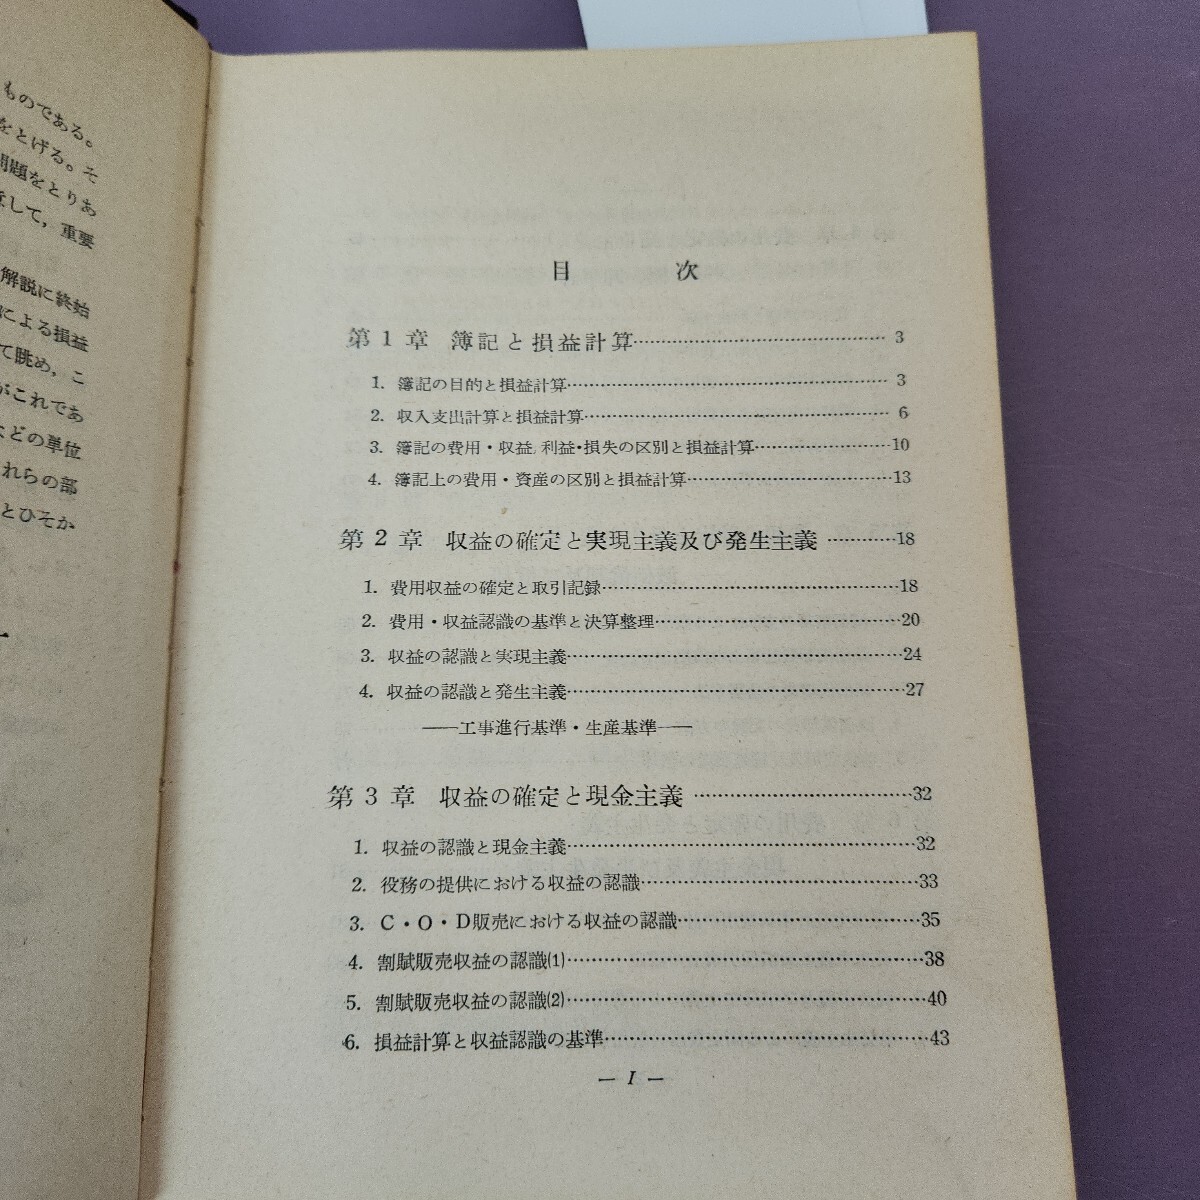 ものである。
をとげる。そ
問題をとりあ
して，重要
解説に終始
による損益
て眺め，こ
がこれであ
などの単位
れらの部
とひそか
目　次
第1章　簿記と損益計算……………3
1. 簿記の目的と損益計算……………3
2. 収入支出計算と損益計算……………6
3. 簿記の費用・収益,利益・損失の区別と損益計算……………10
4. 簿記上の費用・資産の区別と損益計算……………13
第2章　収益の確定と実現主義及び発生主義…………18
1. 費用収益の確定と取引記録……………18
2. 費用・収益認識の基準と決算整理……………20
3. 収益の認識と実現主義……………24
4. 収益の認識と発生主義……………27
——工事進行基準・生産基準——
第3章　収益の確定と現金主義……………32
1. 収益の認識と現金主義……………32
2. 役務の提供における収益の認識……………33
3. C・O・D販売における収益の認識……………35
4. 割賦販売収益の認識(1)……………38
5. 割賦販売収益の認識(2)……………40
6. 損益計算と収益認識の基準……………43
— I —